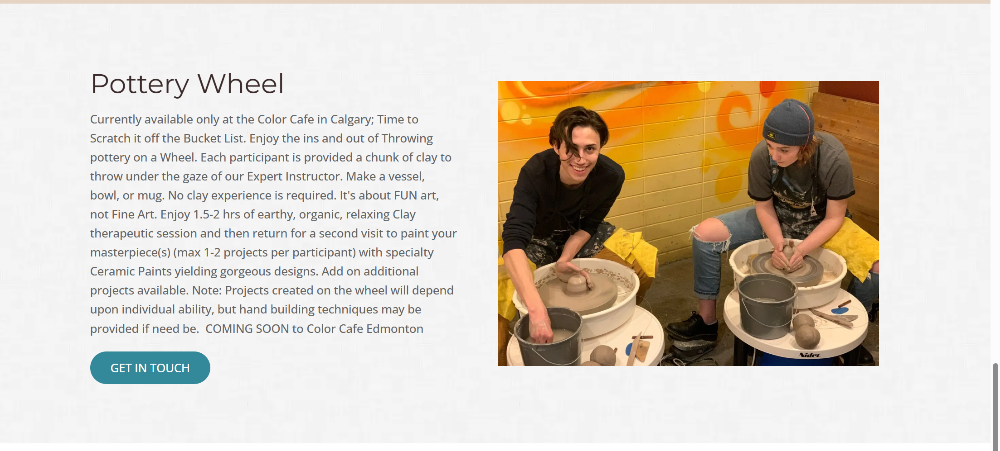 Pottery Wheel
Currently available only at the Color Cafe in Calgary; Time to
Scratch it off the Bucket List. Enjoy the ins and out of Throwing
pottery on a Wheel. Each participant is provided a chunk of clay to
throw under the gaze of our Expert Instructor. Make a vessel,
bowl, or mug. No clay experience is required. It's about FUN art,
not Fine Art. Enjoy 1.5-2 hrs of earthy, organic, relaxing Clay
therapeutic session and then return for a second visit to paint your
masterpiece(s) (max 1-2 projects per participant) with specialty
Ceramic Paints yielding gorgeous designs. Add on additional
projects available. Note: Projects created on the wheel will depend
upon individual ability, but hand building techniques may be
provided if need be.  COMING SOON to Color Cafe Edmonton
GET IN TOUCH
Nidec